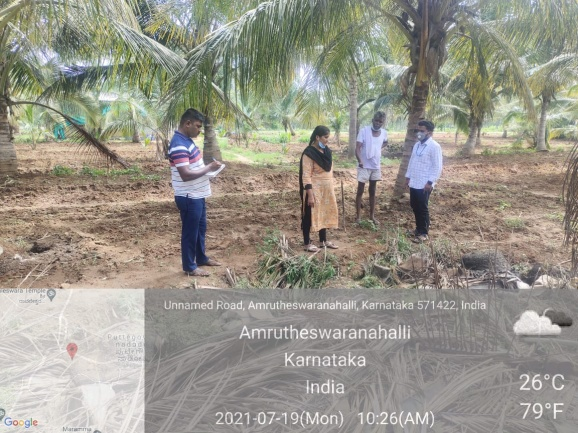 Unnamed Road, Amrutheswaranahalli, Karnataka 571422, India
Amrutheswaranahalli
Karnataka
India
2021-07-19(Mon) 10:26(AM)
26°C
79°F
Google